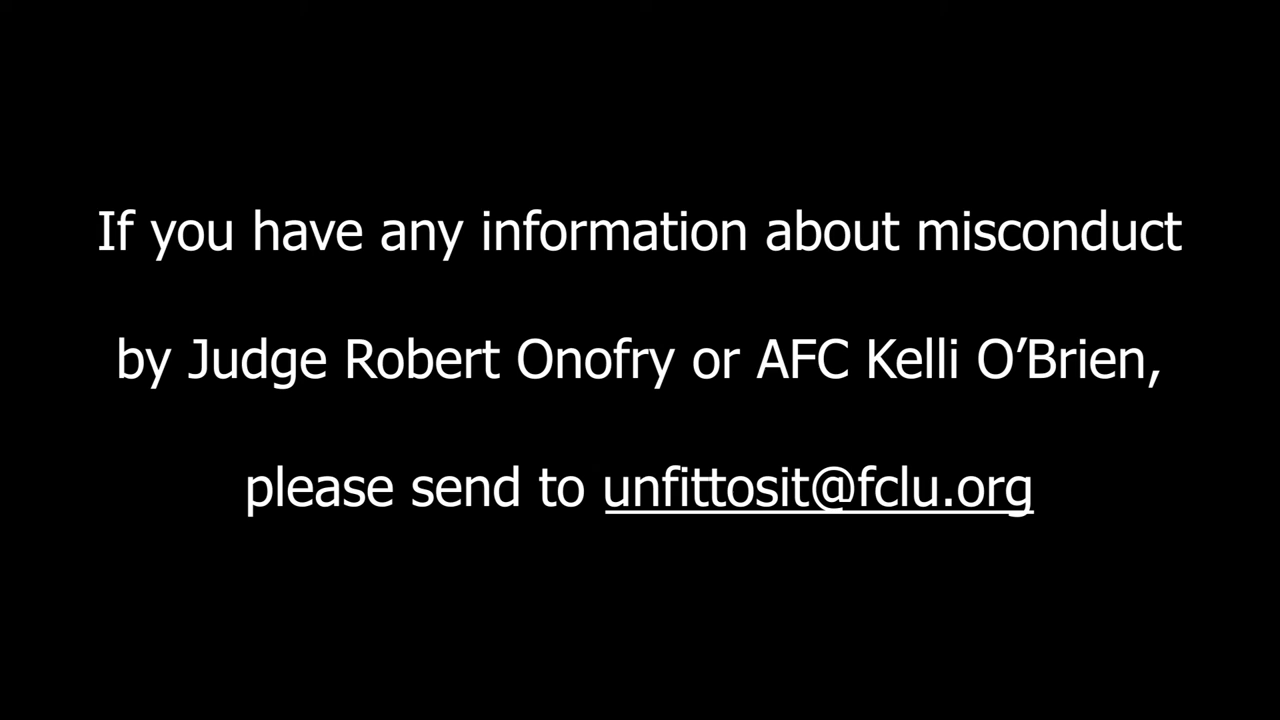 If you have any information about misconduct
by Judge Robert Onofry or AFC Kelli O’Brien,
please send to unfittosit@fclu.org